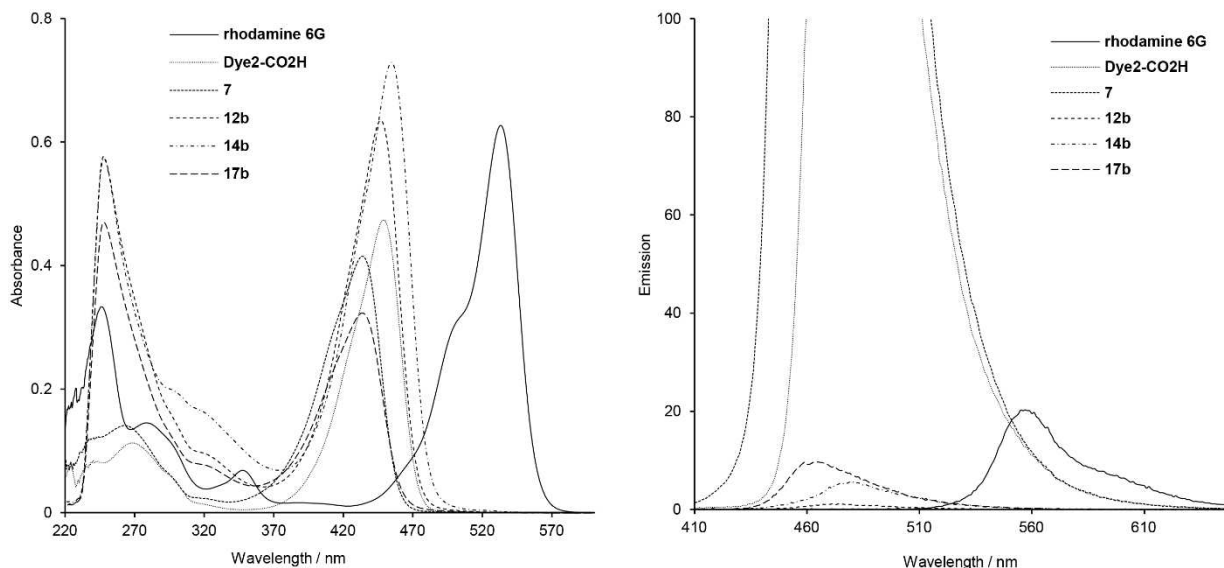 0.8
0.6
0.4
0.2
0
Absorbance
220 270 320 370 420 470 520 570
Wavelength / nm
rhodamine 6G
Dye2-CO2H
7
12b
14b
17b
100
80
60
40
20
0
Emission
410 460 510 560 610
Wavelength / nm
rhodamine 6G
Dye2-CO2H
7
12b
14b
17b